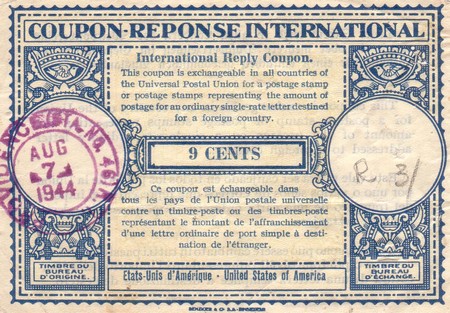 COUPON-REPONSE INTERNATIONAL
International Reply Coupon.
This coupon is exchangeable in all countries of
the Universal Postal Union for a postage stamp
or postage stamps representing the amount of
postage for an ordinary single-rate letter destined
for a foreign country.
STA. NO.
AUG
7
1944
9 CENTS
Ce coupon est échangeable dans
tous les pays de l'Union postale universelle
contre un timbre-poste ou des timbres-poste
représentant le montant de l'affranchissement
d'une lettre ordinaire de port simple à desti-
nation de l'étranger.
TIMBRE DU
BUREAU
D'ORIGINE.
Etats-Unis d'Amérique - United States of America
TIMBRE DU
BUREAU
D'ÉCHANGE.